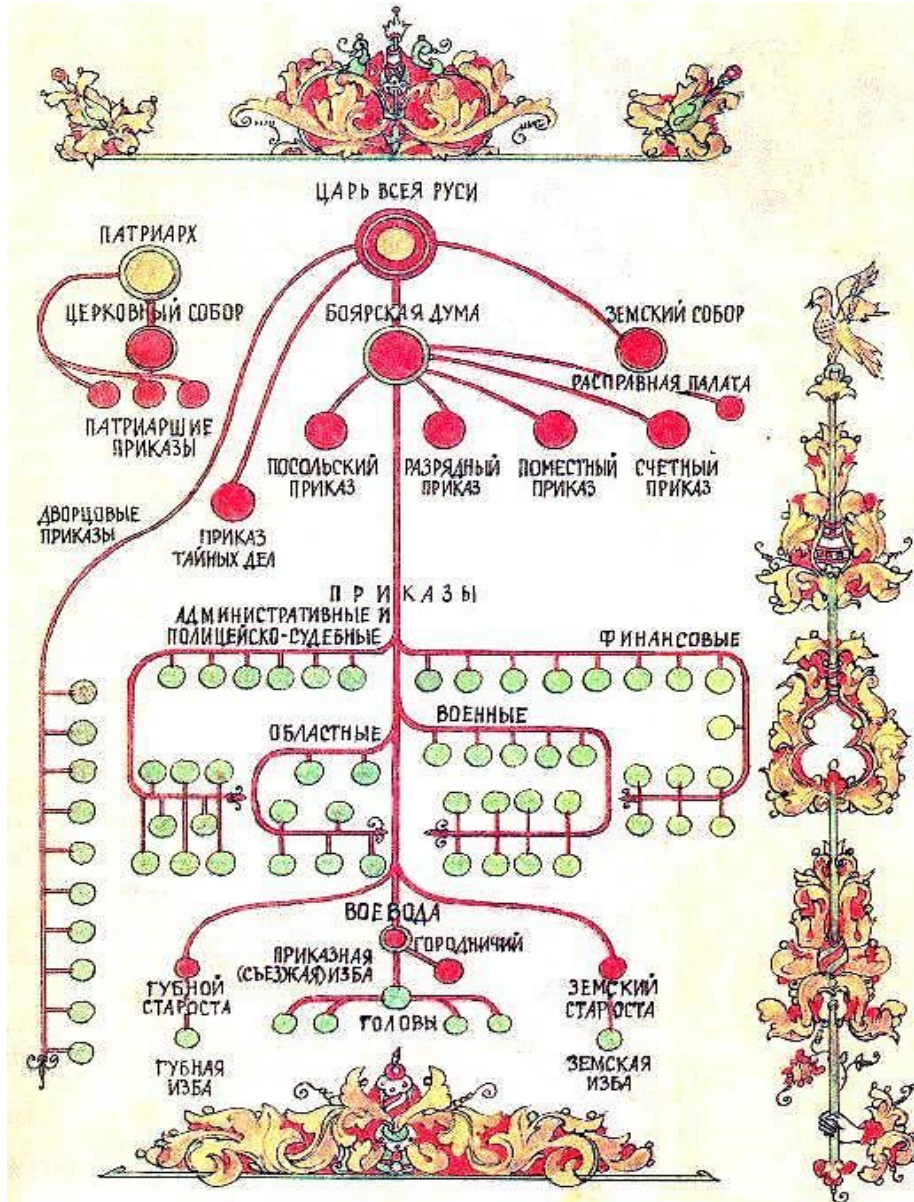 ЦАРЬ ВСЕЯ РУСИ
ПАТРИАРХ
ЦЕРКОВНЫЙ СОБОР
БОЯРСКАЯ ДУМА
ЗЕМСКИЙ СОБОР
РАСПРАВНАЯ ПАЛАТА
ПАТРИАРШИЕ
ПРИКАЗЫ
ПОСОЛЬСКИЙ
ПРИКАЗ
РАЗРЯДНЫЙ
ПРИКАЗ
ПОМЕСТНЫЙ
ПРИКАЗ
СЧЕТНЫЙ
ПРИКАЗ
ДВОРЦОВЫЕ
ПРИКАЗЫ
ПРИКАЗ
ТАЙНЫХ ДЕЛ
ПРИКАЗЫ
АДМИНИСТРАТИВНЫЕ И
ПОЛИЦЕЙСКО-СУДЕБНЫЕ
ФИНАНСОВЫЕ
ОБЛАСТНЫЕ
ВОЕННЫЕ
ВОЕВОДА
ГОРОДНИЧИЙ
ПРИКАЗНАЯ
(СЪЕЗЖАЯ) ИЗБА
ГУБНОЙ
СТАРОСТА
ГОЛОВЫ
ЗЕМСКИЙ
СТАРОСТА
ГУБНАЯ
ИЗБА
ЗЕМСКАЯ
ИЗБА